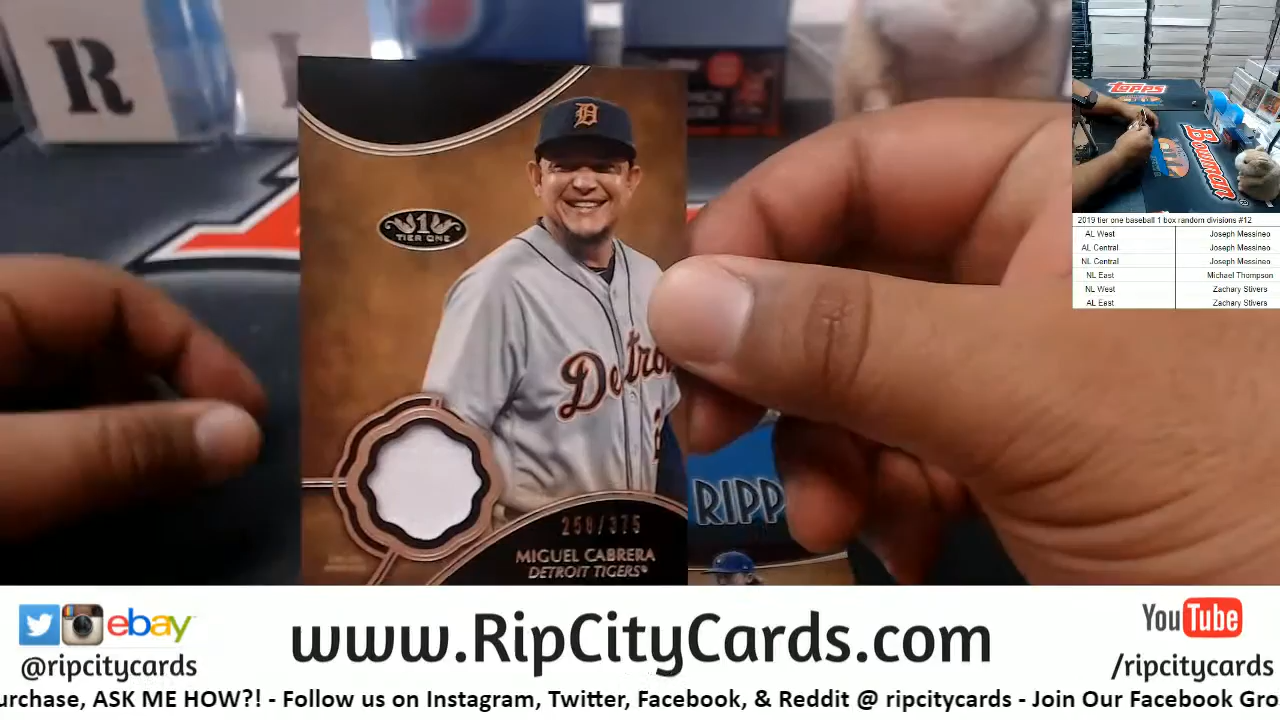 R
TIER ONE
1
Detro
250/375
MIGUEL CABRERA
DETROIT TIGERS®
RIPP
topps
Bowman
2019 tier one baseball 1 box random divisions #12
AL West Joseph Messineo
AL Central Joseph Messineo
NL Central Joseph Messineo
NL East Michael Thompson
NL West Zachary Stivers
AL East Zachary Stivers
ebay
@ripcitycards
www.RipCityCards.com
YouTube
/ripcitycards
urchase, ASK ME HOW?! - Follow us on Instagram, Twitter, Facebook, & Reddit @ ripcitycards - Join Our Facebook Gro